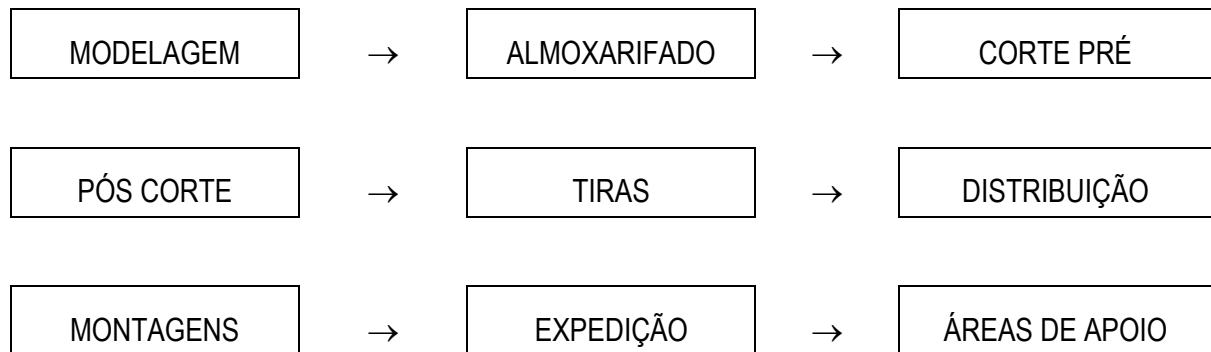 MODELAGEM → ALMOXARIFADO → CORTE PRÉ
PÓS CORTE → TIRAS → DISTRIBUIÇÃO
MONTAGENS → EXPEDIÇÃO → ÁREAS DE APOIO